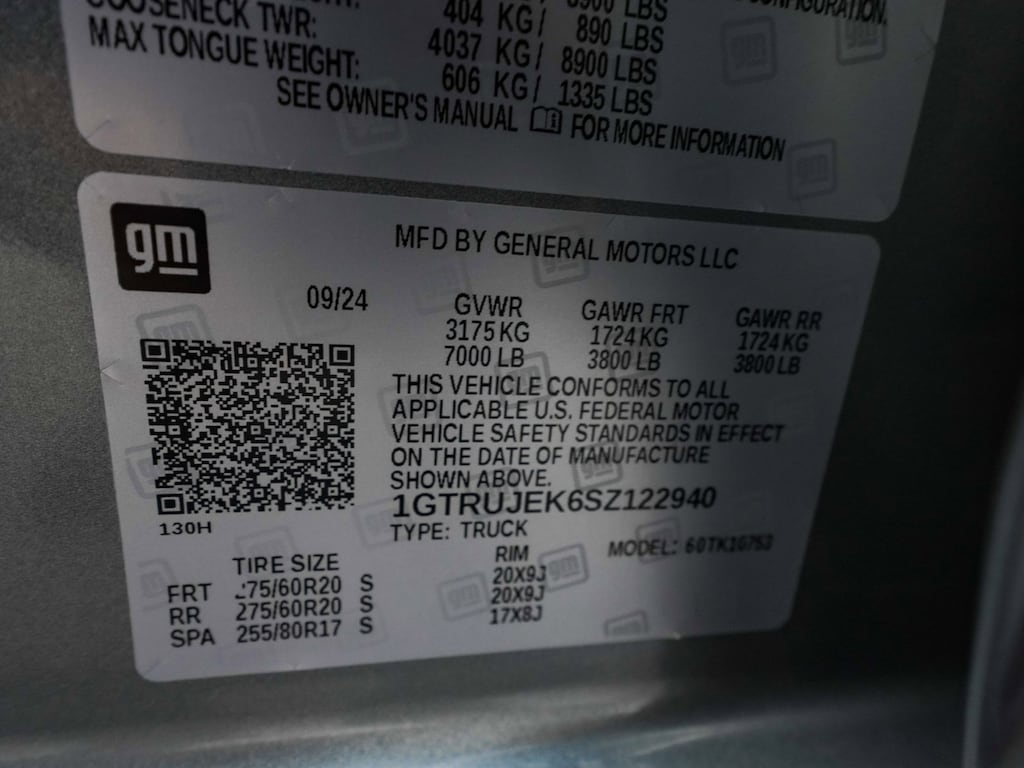 8900 LBS
CONFIGURATION.
GOOSENECK TWR: 404 KG/ 890 LBS
4037 KG/ 8900 LBS
MAX TONGUE WEIGHT: 606 KG/ 1335 LBS
SEE OWNER'S MANUAL FOR MORE INFORMATION
gm
MFD BY GENERAL MOTORS LLC
09/24 GVWR GAWR FRT GAWR RR
3175 KG 1724 KG 1724 KG
7000 LB 3800 LB 3800 LB
THIS VEHICLE CONFORMS TO ALL
APPLICABLE U.S. FEDERAL MOTOR
VEHICLE SAFETY STANDARDS IN EFFECT
ON THE DATE OF MANUFACTURE
SHOWN ABOVE.
1GTRUJEK6SZ122940
130H
TYPE: TRUCK
MODEL: 60TK10753
TIRE SIZE RIM
FRT 275/60R20 S 20X9J
RR 275/60R20 S 20X9J
SPA 255/80R17 S 17X8J